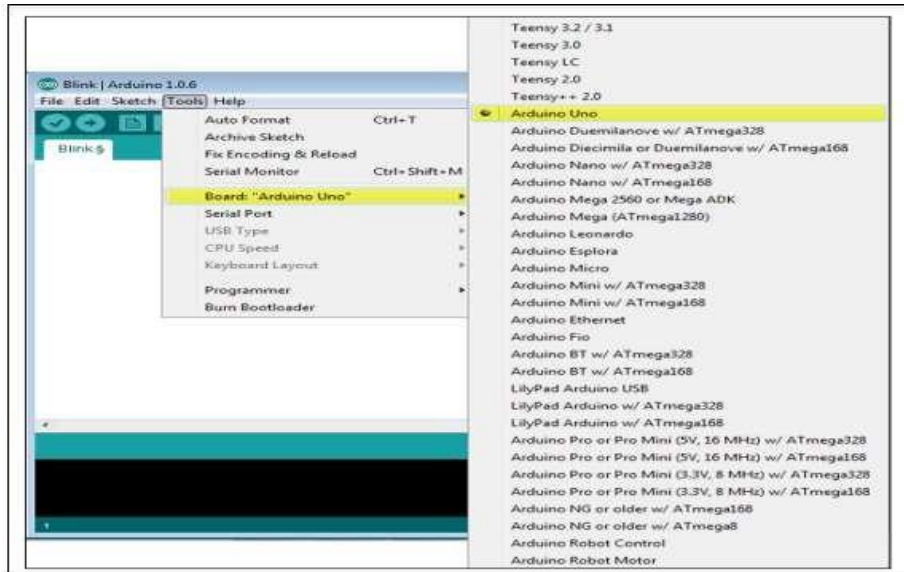 Blink | Arduino 1.0.6
File Edit Sketch Tools Help
Blink §
Auto Format Ctrl+T
Archive Sketch
Fix Encoding & Reload
Serial Monitor Ctrl+Shift+M
Board: "Arduino Uno"
Serial Port
USB Type
CPU Speed
Keyboard Layout
Programmer
Burn Bootloader
1
Teensy 3.2 / 3.1
Teensy 3.0
Teensy LC
Teensy 2.0
Teensy++ 2.0
Arduino Uno
Arduino Duemilanove w/ ATmega328
Arduino Diecimila or Duemilanove w/ ATmega168
Arduino Nano w/ ATmega328
Arduino Nano w/ ATmega168
Arduino Mega 2560 or Mega ADK
Arduino Mega (ATmega1280)
Arduino Leonardo
Arduino Esplora
Arduino Micro
Arduino Mini w/ ATmega328
Arduino Mini w/ ATmega168
Arduino Ethernet
Arduino Fio
Arduino BT w/ ATmega328
Arduino BT w/ ATmega168
LilyPad Arduino USB
LilyPad Arduino w/ ATmega328
LilyPad Arduino w/ ATmega168
Arduino Pro or Pro Mini (5V, 16 MHz) w/ ATmega328
Arduino Pro or Pro Mini (5V, 16 MHz) w/ ATmega168
Arduino Pro or Pro Mini (3.3V, 8 MHz) w/ ATmega328
Arduino Pro or Pro Mini (3.3V, 8 MHz) w/ ATmega168
Arduino NG or older w/ ATmega168
Arduino NG or older w/ ATmega8
Arduino Robot Control
Arduino Robot Motor